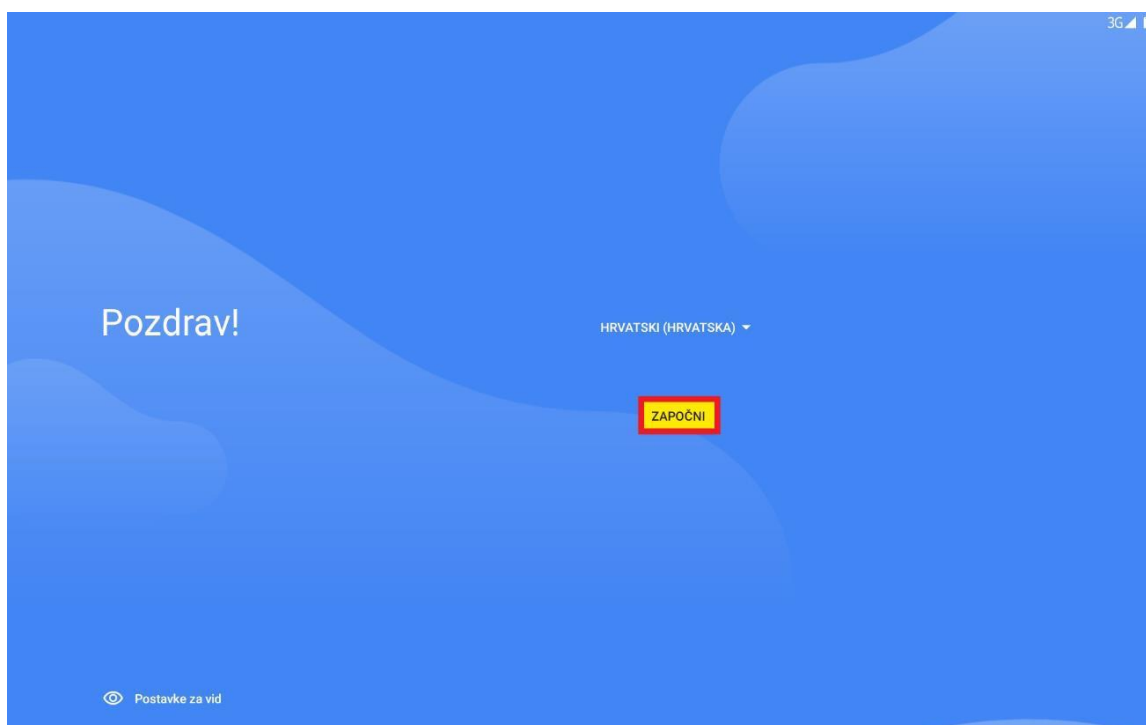 3G
Pozdrav!
HRVATSKI (HRVATSKA)
ZAPOČNI
Postavke za vid